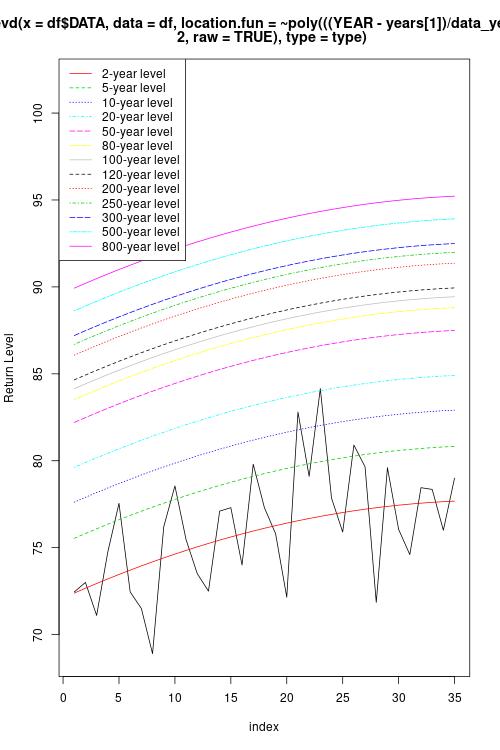 evd(x = df$DATA, data = df, location.fun = ~poly(((YEAR - years[1])/data_ye
2, raw = TRUE), type = type)
2-year level
5-year level
10-year level
20-year level
50-year level
80-year level
100-year level
120-year level
200-year level
250-year level
300-year level
500-year level
800-year level
Return Level
100
95
90
85
80
75
70
0 5 10 15 20 25 30 35
index